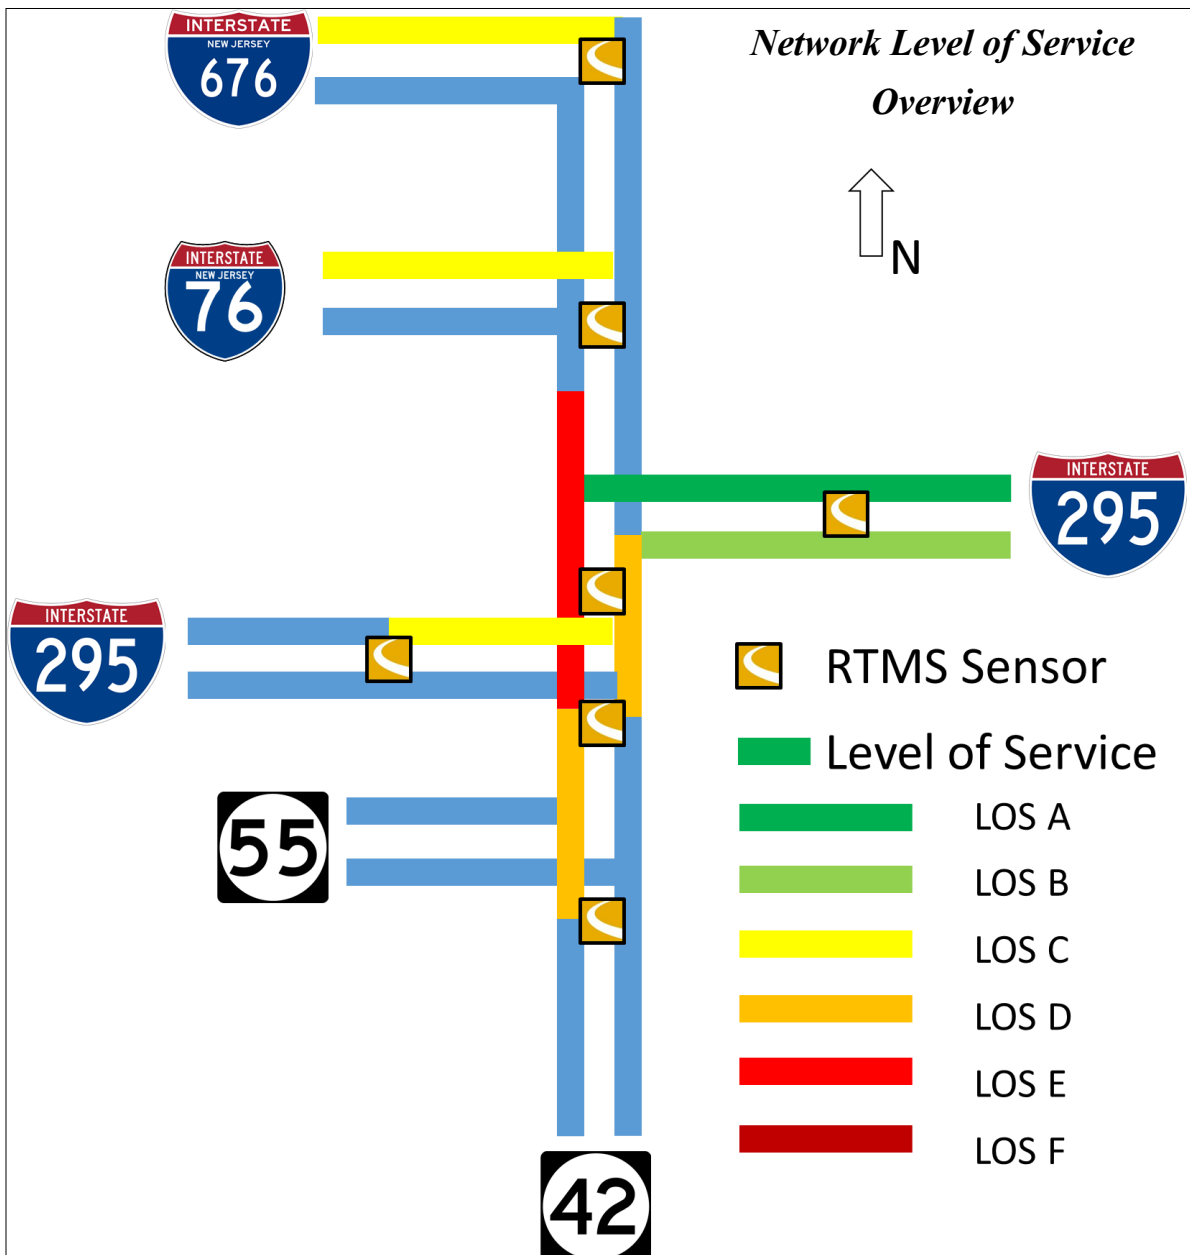 INTERSTATE
NEW JERSEY
676
Network Level of Service
Overview
N
INTERSTATE
NEW JERSEY
76
INTERSTATE
295
INTERSTATE
295
RTMS Sensor
Level of Service
55
LOS A
LOS B
LOS C
LOS D
LOS E
LOS F
42